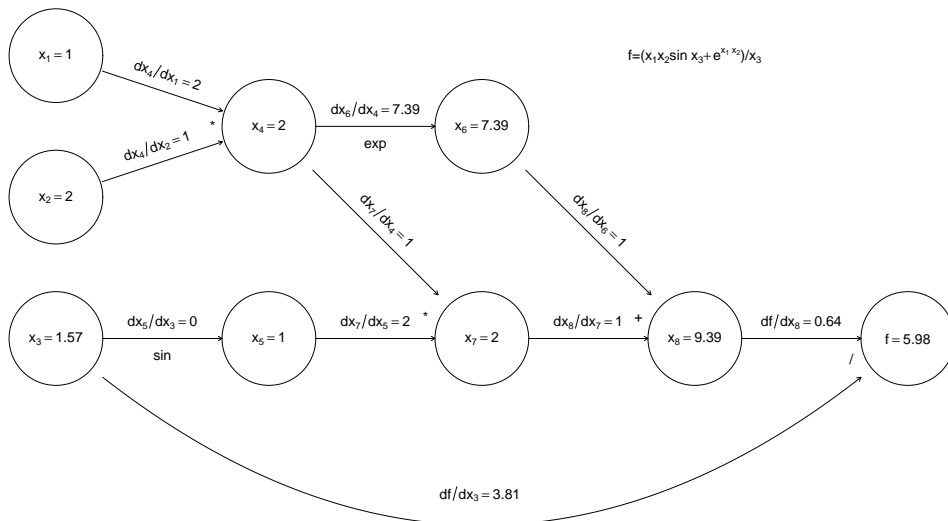 x₁ = 1
f=(x₁x₂sin x₃+e^{x₁ x₂})/x₃
dx₄/dx₁ = 2
*
x₄ = 2
dx₆/dx₄ = 7.39
exp
x₆ = 7.39
dx₄/dx₂ = 1
x₂ = 2
dx₇/dx₄ = 1
dx₈/dx₆ = 1
x₃ = 1.57
dx₅/dx₃ = 0
sin
x₅ = 1
dx₇/dx₅ = 2
*
x₇ = 2
dx₈/dx₇ = 1
+
x₈ = 9.39
df/dx₈ = 0.64
/
f = 5.98
df/dx₃ = 3.81